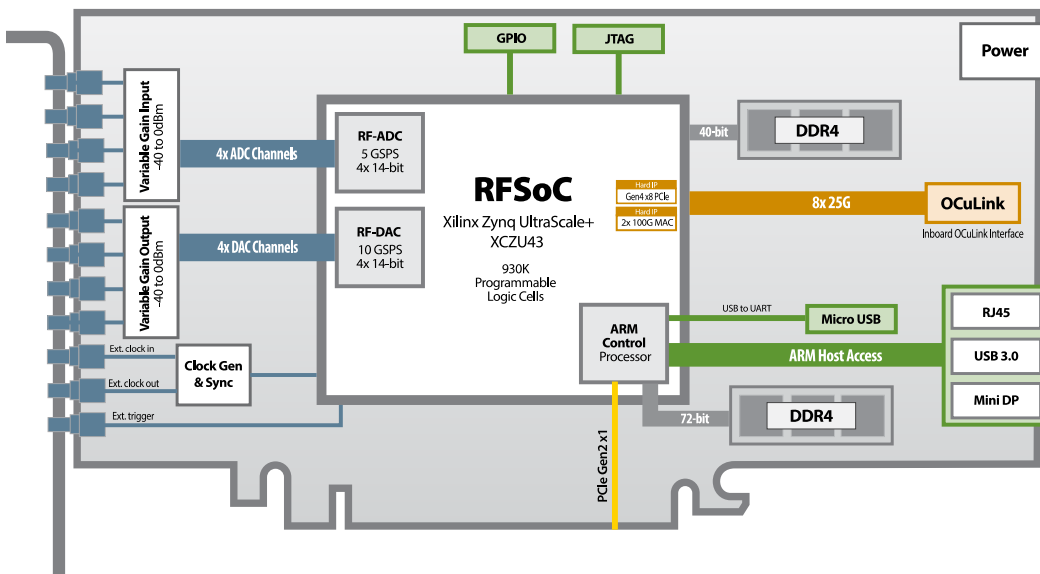 GPIO
JTAG
Power
Variable Gain Input
-40 to 0dBm
4x ADC Channels
RF-ADC
5 GSPS
4x 14-bit
40-bit
DDR4
RFSoC
Xilinx Zynq UltraScale+
XCZU43
930K
Programmable
Logic Cells
Hard IP
Gen4 x8 PCIe
Hard IP
2x 100G MAC
8x 25G
OCuLink
Inboard OCuLink Interface
Variable Gain Output
-40 to 0dBm
4x DAC Channels
RF-DAC
10 GSPS
4x 14-bit
USB to UART
Micro USB
RJ45
USB 3.0
Mini DP
ARM
Control
Processor
ARM Host Access
Ext. clock in
Ext. clock out
Ext. trigger
Clock Gen
& Sync
72-bit
DDR4
PCIe Gen2 x1